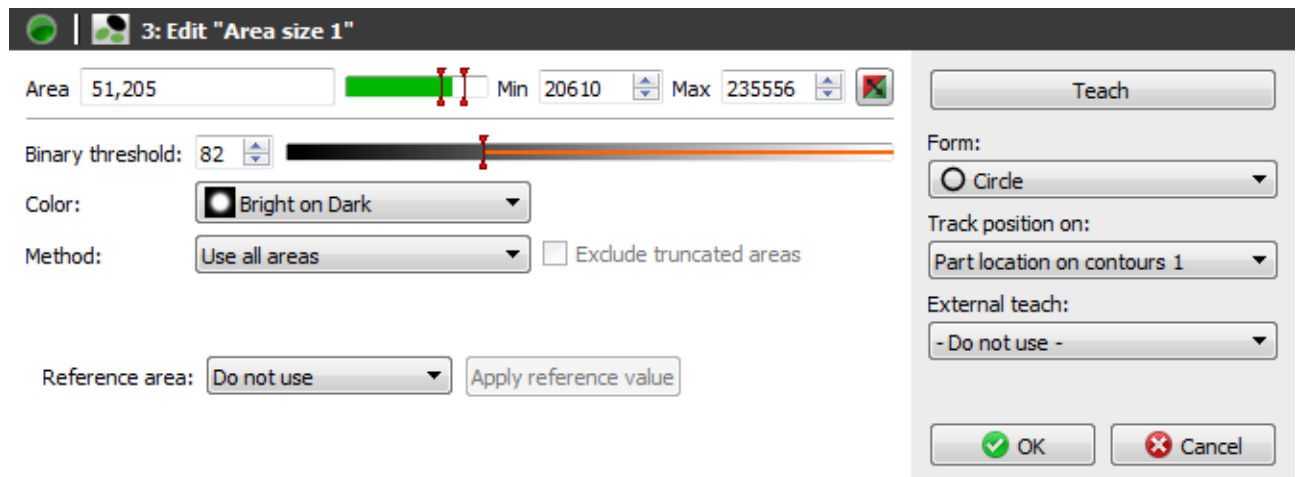 3: Edit "Area size 1"
Area 51,205 Min 20610 Max 235556
Teach
Binary threshold: 82
Form:
Circle
Color: Bright on Dark
Track position on:
Method: Use all areas Exclude truncated areas
Part location on contours 1
External teach:
- Do not use -
Reference area: Do not use Apply reference value
OK Cancel